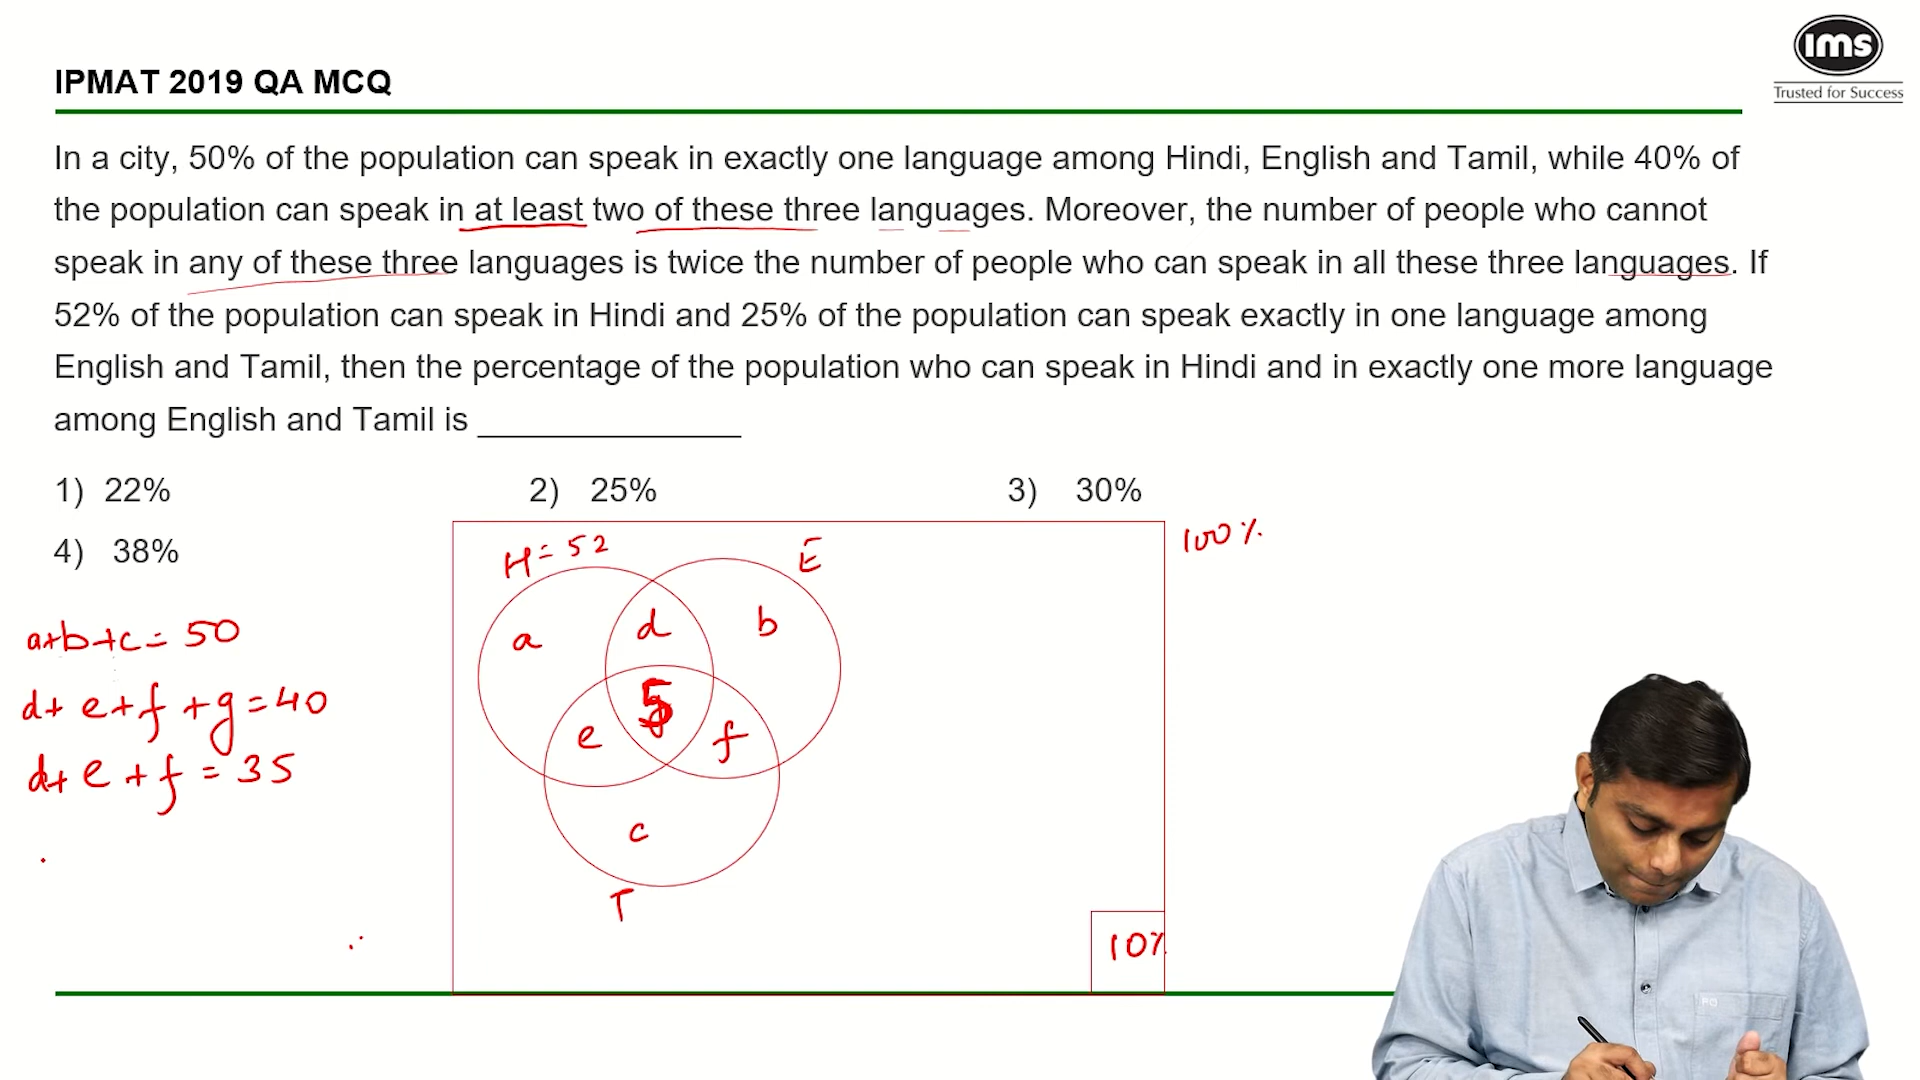 ims
Trusted for Success
IPMAT 2019 QA MCQ
In a city, 50% of the population can speak in exactly one language among Hindi, English and Tamil, while 40% of
the population can speak in at least two of these three languages. Moreover, the number of people who cannot
speak in any of these three languages is twice the number of people who can speak in all these three languages. If
52% of the population can speak in Hindi and 25% of the population can speak exactly in one language among
English and Tamil, then the percentage of the population who can speak in Hindi and in exactly one more language
among English and Tamil is _______________
1) 22% 2) 25% 3) 30%
4) 38%
100%
H = 52 E
a d b
5
e f
c
T
10%
a+b+c = 50
d+ e+f +g = 40
d+ e +f = 35